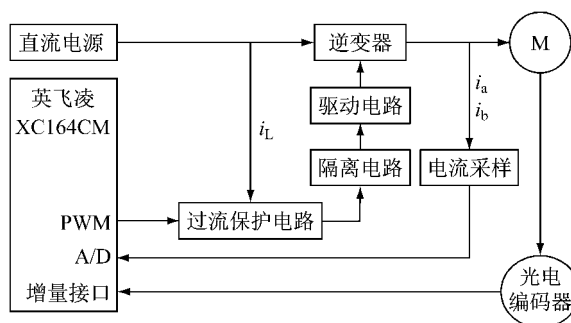 直流电源
逆变器
M
英飞凌
XC164CM
驱动电路
i_a
i_b
i_L
隔离电路
电流采样
PWM
过流保护电路
A/D
增量接口
光电
编码器